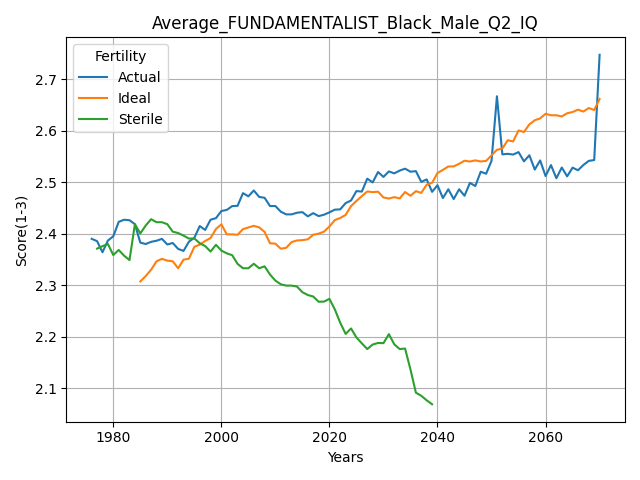 Average_FUNDAMENTALIST_Black_Male_Q2_IQ
Fertility
Actual
Ideal
Sterile
Score(1-3)
2.7
2.6
2.5
2.4
2.3
2.2
2.1
1980
2000
2020
2040
2060
Years